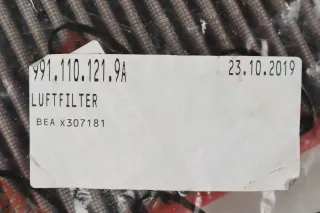 991.110.121.9A 23.10.2019
LUFTFILTER
BEA x307181